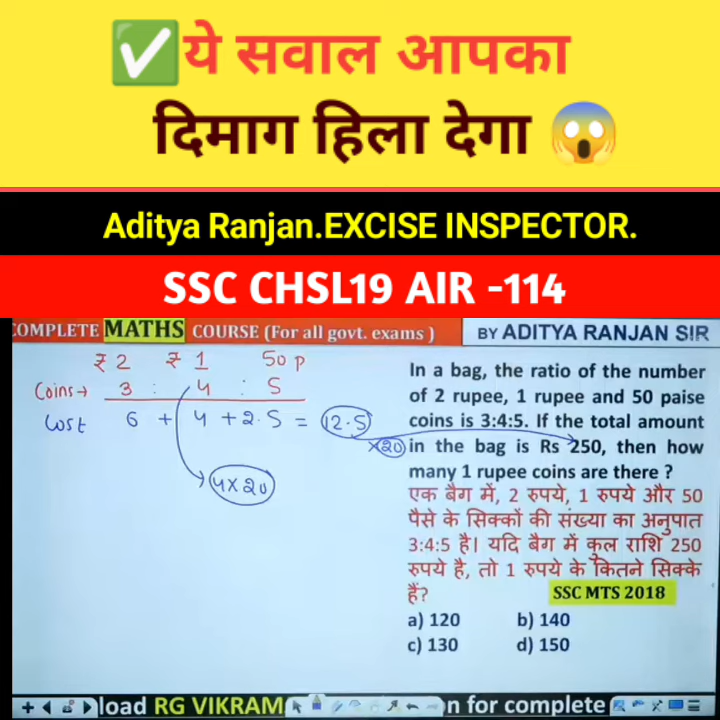 ✅ये सवाल आपका
दिमाग हिला देगा 😱
Aditya Ranjan.EXCISE INSPECTOR.
SSC CHSL19 AIR -114
COMPLETE MATHS COURSE (For all govt. exams )
BY ADITYA RANJAN SIR
₹2 ₹1 50p
Coins→ 3 : 4 : 5
Cost 6 + 4 + 2.5 = 12.5
×20
4×20
In a bag, the ratio of the number
of 2 rupee, 1 rupee and 50 paise
coins is 3:4:5. If the total amount
in the bag is Rs 250, then how
many 1 rupee coins are there ?
एक बैग में, 2 रुपये, 1 रुपये और 50
पैसे के सिक्कों की संख्या का अनुपात
3:4:5 है। यदि बैग में कुल राशि 250
रुपये है, तो 1 रुपये के कितने सिक्के
हैं?
SSC MTS 2018
a) 120 b) 140
c) 130 d) 150
load RG VIKRAM
n for complete